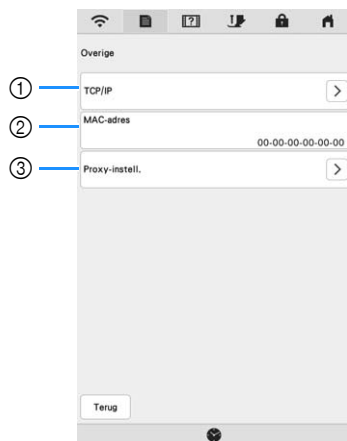 Overige
① TCP/IP
② MAC-adres
00-00-00-00-00-00
③ Proxy-instell.
Terug